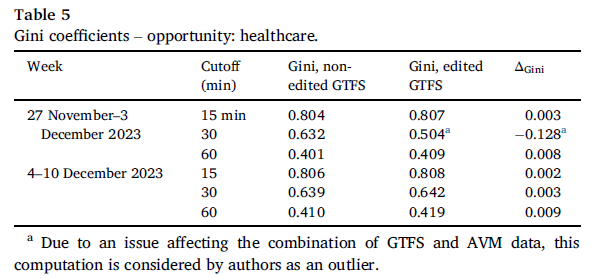 Table 5
Gini coefficients – opportunity: healthcare.
Week Cutoff (min) Gini, non-edited GTFS Gini, edited GTFS ΔGini
27 November–3 December 2023 15 min 0.804 0.807 0.003
30 0.632 0.504a −0.128a
60 0.401 0.409 0.008
4–10 December 2023 15 0.806 0.808 0.002
30 0.639 0.642 0.003
60 0.410 0.419 0.009
a Due to an issue affecting the combination of GTFS and AVM data, this
computation is considered by authors as an outlier.